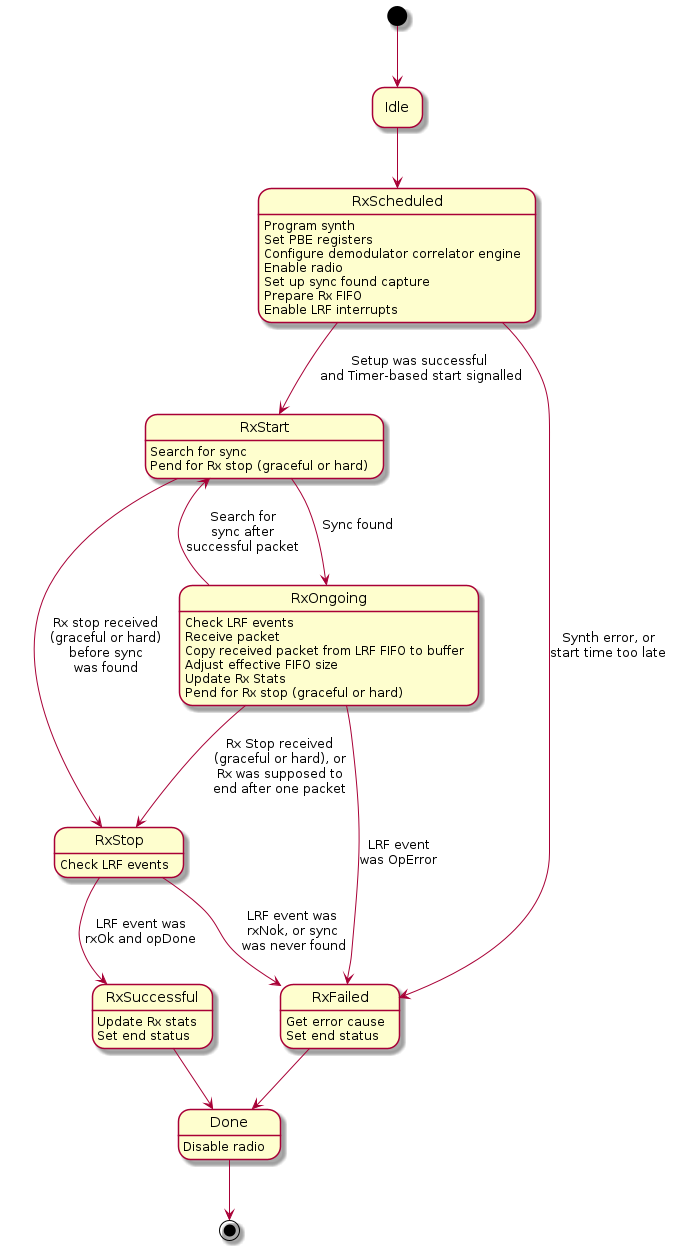 Idle
RxScheduled
Program synth
Set PBE registers
Configure demodulator correlator engine
Enable radio
Set up sync found capture
Prepare Rx FIFO
Enable LRF interrupts
Setup was successful
and Timer-based start signalled
RxStart
Search for sync
Pend for Rx stop (graceful or hard)
Search for
sync after
successful packet
Sync found
RxOngoing
Check LRF events
Receive packet
Copy received packet from LRF FIFO to buffer
Adjust effective FIFO size
Update Rx Stats
Pend for Rx stop (graceful or hard)
Rx stop received
(graceful or hard)
before sync
was found
Synth error, or
start time too late
Rx Stop received
(graceful or hard), or
Rx was supposed to
end after one packet
LRF event
was OpError
RxStop
Check LRF events
LRF event was
rxOk and opDone
LRF event was
rxNok, or sync
was never found
RxSuccessful
Update Rx stats
Set end status
RxFailed
Get error cause
Set end status
Done
Disable radio